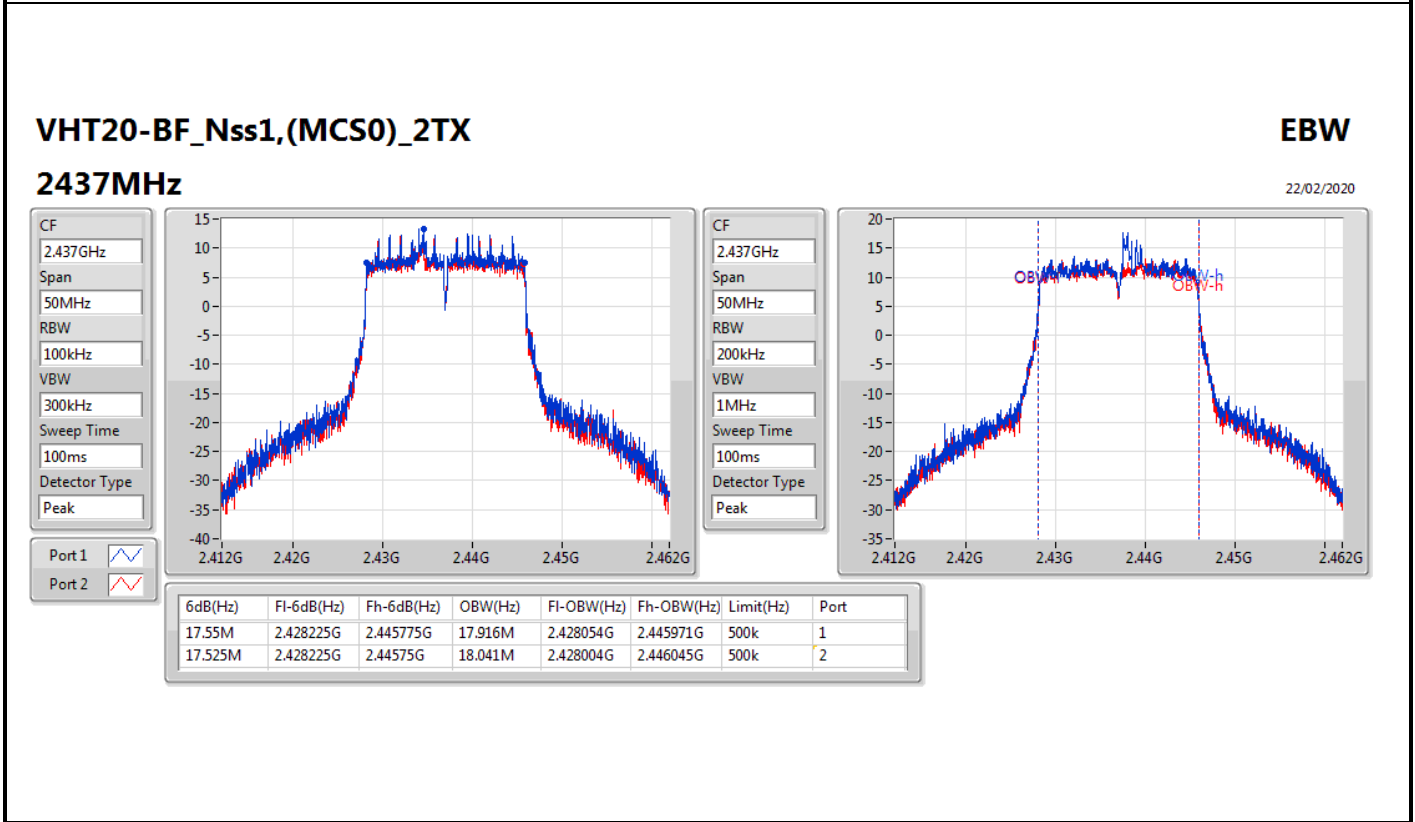 VHT20-BF_Nss1,(MCS0)_2TX
EBW
2437MHz
22/02/2020
CF
2.437GHz
Span
50MHz
RBW
100kHz
VBW
300kHz
Sweep Time
100ms
Detector Type
Peak
Port 1
Port 2
15
10
5
0
-5
-10
-15
-20
-25
-30
-35
-40
2.412G 2.42G 2.43G 2.44G 2.45G 2.462G
CF
2.437GHz
Span
50MHz
RBW
200kHz
VBW
1MHz
Sweep Time
100ms
Detector Type
Peak
20
15
10
5
0
-5
-10
-15
-20
-25
-30
-35
OBW-h
2.412G 2.42G 2.43G 2.44G 2.45G 2.462G
6dB(Hz) Fl-6dB(Hz) Fh-6dB(Hz) OBW(Hz) Fl-OBW(Hz) Fh-OBW(Hz) Limit(Hz) Port
17.55M 2.428225G 2.445775G 17.916M 2.428054G 2.445971G 500k 1
17.525M 2.428225G 2.44575G 18.041M 2.428004G 2.446045G 500k 2